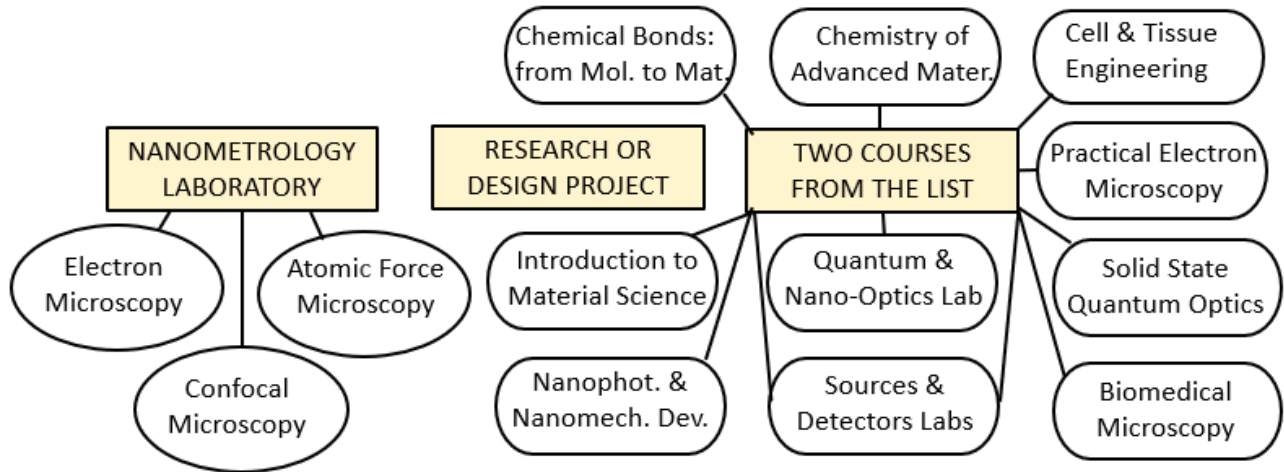 Chemical Bonds:
from Mol. to Mat.
Chemistry of
Advanced Mater.
Cell & Tissue
Engineering
NANOMETROLOGY
LABORATORY
RESEARCH OR
DESIGN PROJECT
TWO COURSES
FROM THE LIST
Practical Electron
Microscopy
Electron
Microscopy
Atomic Force
Microscopy
Confocal
Microscopy
Introduction to
Material Science
Quantum &
Nano-Optics Lab
Solid State
Quantum Optics
Nanophot. &
Nanomech. Dev.
Sources &
Detectors Labs
Biomedical
Microscopy